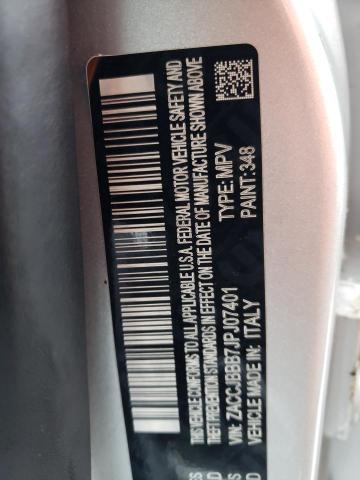 THIS VEHICLE CONFORMS TO ALL APPLICABLE U.S.A. FEDERAL MOTOR VEHICLE SAFETY AND
THEFT PREVENTION STANDARDS IN EFFECT ON THE DATE OF MANUFACTURE SHOWN ABOVE
VIN: ZACCJBBB7JPJ07401 TYPE: MPV
VEHICLE MADE IN: ITALY PAINT: 348